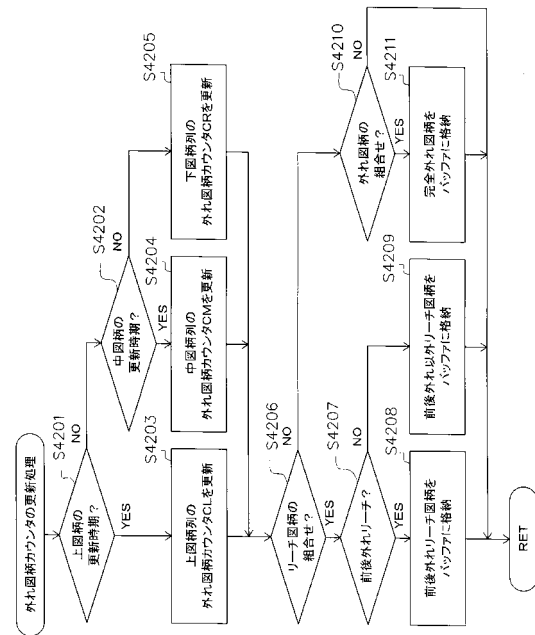 外れ図柄カウンタの更新処理
S4201
上図柄の
更新時期?
NO
YES
S4202
中図柄の
更新時期?
NO
YES
S4203
上図柄列の
外れ図柄カウンタCLを更新
S4204
中図柄列の
外れ図柄カウンタCMを更新
S4205
下図柄列の
外れ図柄カウンタCRを更新
S4206
リーチ図柄の
組合せ?
NO
YES
S4207
前後外れリーチ?
NO
YES
S4208
前後外れリーチ図柄を
バッファに格納
S4209
前後外れ以外リーチ図柄を
バッファに格納
S4210
外れ図柄の
組合せ?
NO
YES
S4211
完全外れ図柄を
バッファに格納
RET